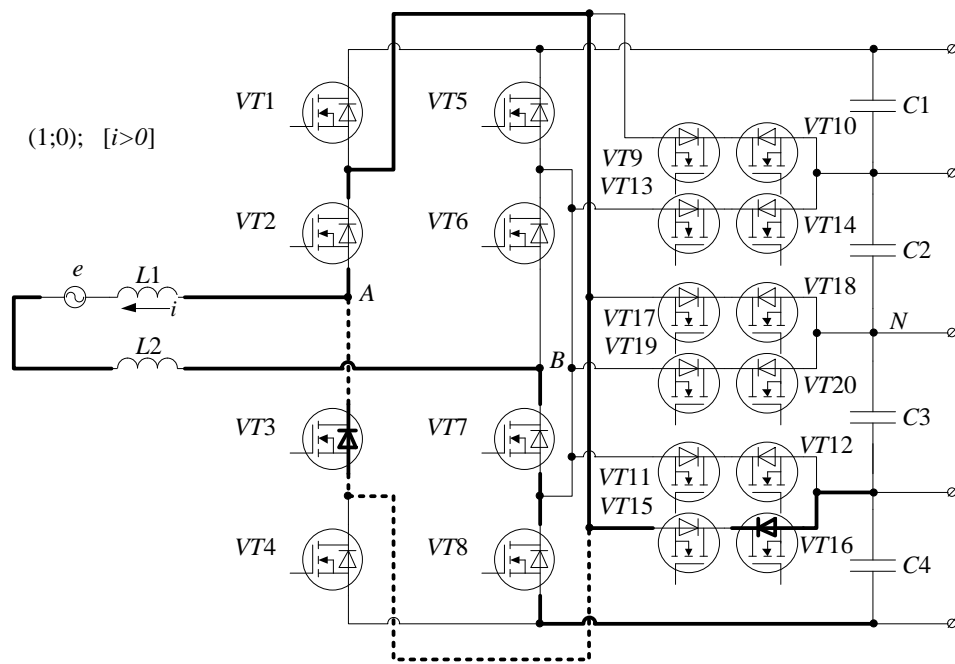 VT1
VT5
C1
(1;0); [i>0]
VT9
VT10
VT13
VT2
VT6
VT14
C2
e
L1
i
A
VT18
VT17
N
L2
VT19
B
VT20
VT3
VT7
C3
VT12
VT11
VT15
VT4
VT8
VT16
C4